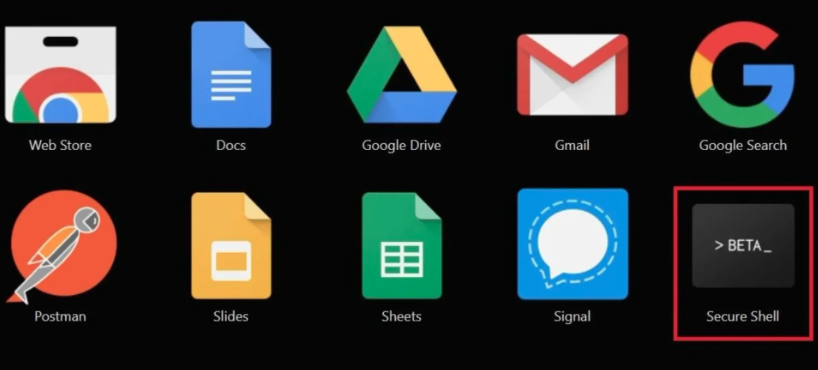 Web Store
Docs
Google Drive
Gmail
Google Search
> BETA_
Postman
Slides
Sheets
Signal
Secure Shell